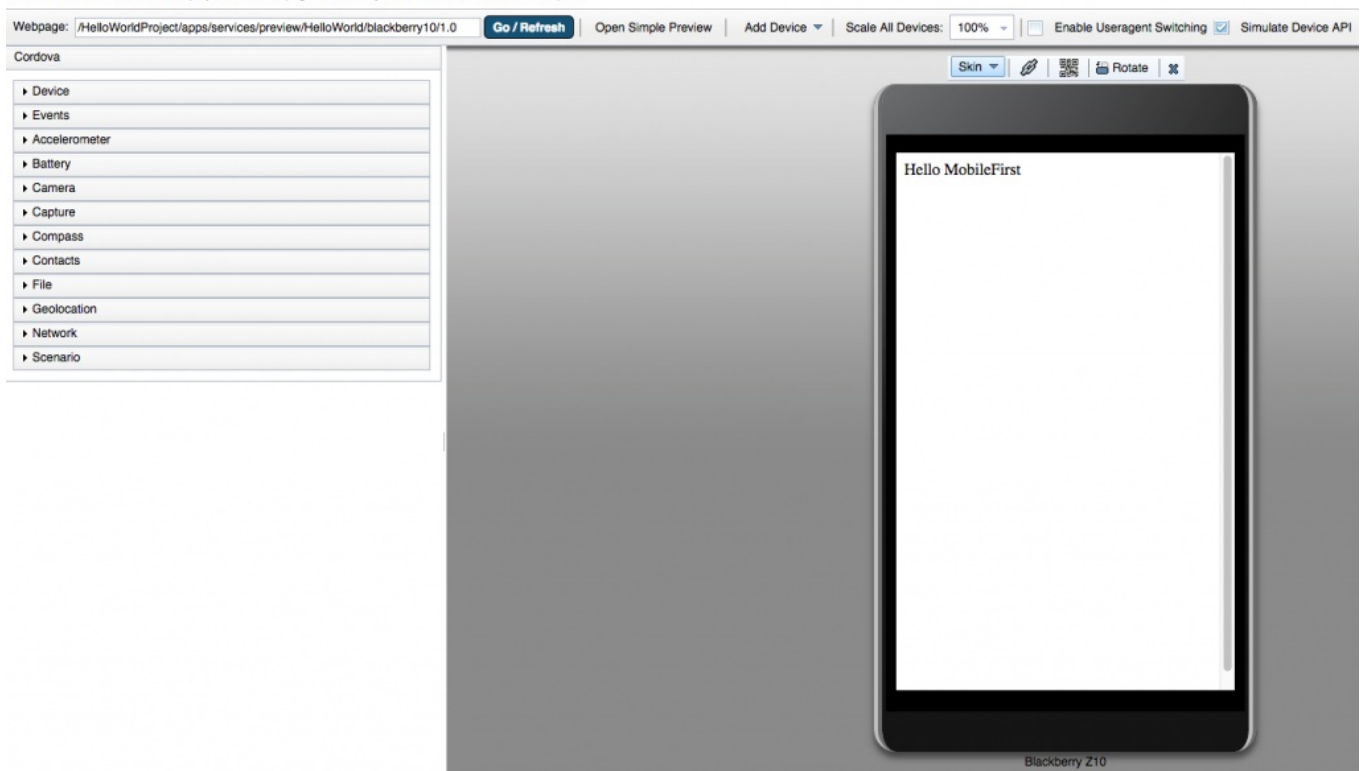 Webpage: /HelloWorldProject/apps/services/preview/HelloWorld/blackberry10/1.0 Go / Refresh Open Simple Preview Add Device Scale All Devices: 100% Enable Useragent Switching Simulate Device API
Cordova
Skin Rotate
Device
Events
Accelerometer
Battery
Camera
Capture
Compass
Contacts
File
Geolocation
Network
Scenario
Hello MobileFirst
Blackberry Z10